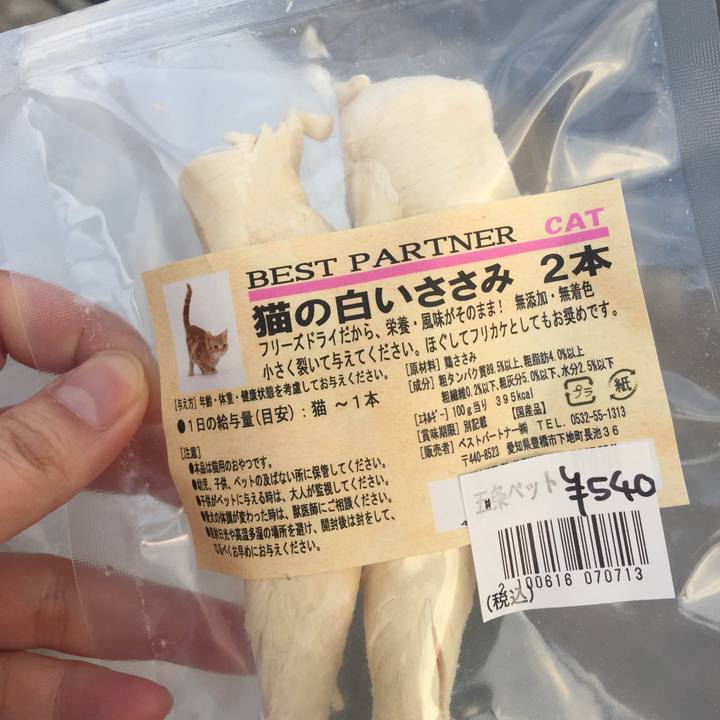 BEST PARTNER CAT
猫の白いささみ 2本
フリーズドライだから、栄養・風味がそのまま! 無添加・無着色
小さく裂いて与えてください。ほぐしてフリカケとしてもお奨めです。
[与え方] 年齢・体重・健康状態を考慮してお与えください。
●1日の給与量(目安):猫 ~1本
[注意]
●本品は猫用のおやつです。
●幼児、子供、ペットの及ばない所に保管してください。
●子供がペットに与える時は、大人が監視してください。
●愛犬の体調が変わった時は、獣医師にご相談ください。
●直射日光や高温多湿の場所を避け、開封後は封をして、
なるべくお早めにお与えください。
[原材料] 鶏ささみ
[成分] 粗タンパク質89.5%以上、粗脂肪4.0%以上
粗繊維0.2%以下、粗灰分5.0%以下、水分2.5%以下
[エネルギー] 100g当り 395kcal
プラ 紙
[賞味期限] 別記載 [国産品]
[販売者] ベストパートナー㈱ TEL. 0532-55-1313
〒440-8523 愛知県豊橋市下地町長池36
五条ペット ¥540
2 100616 070713
(税込)